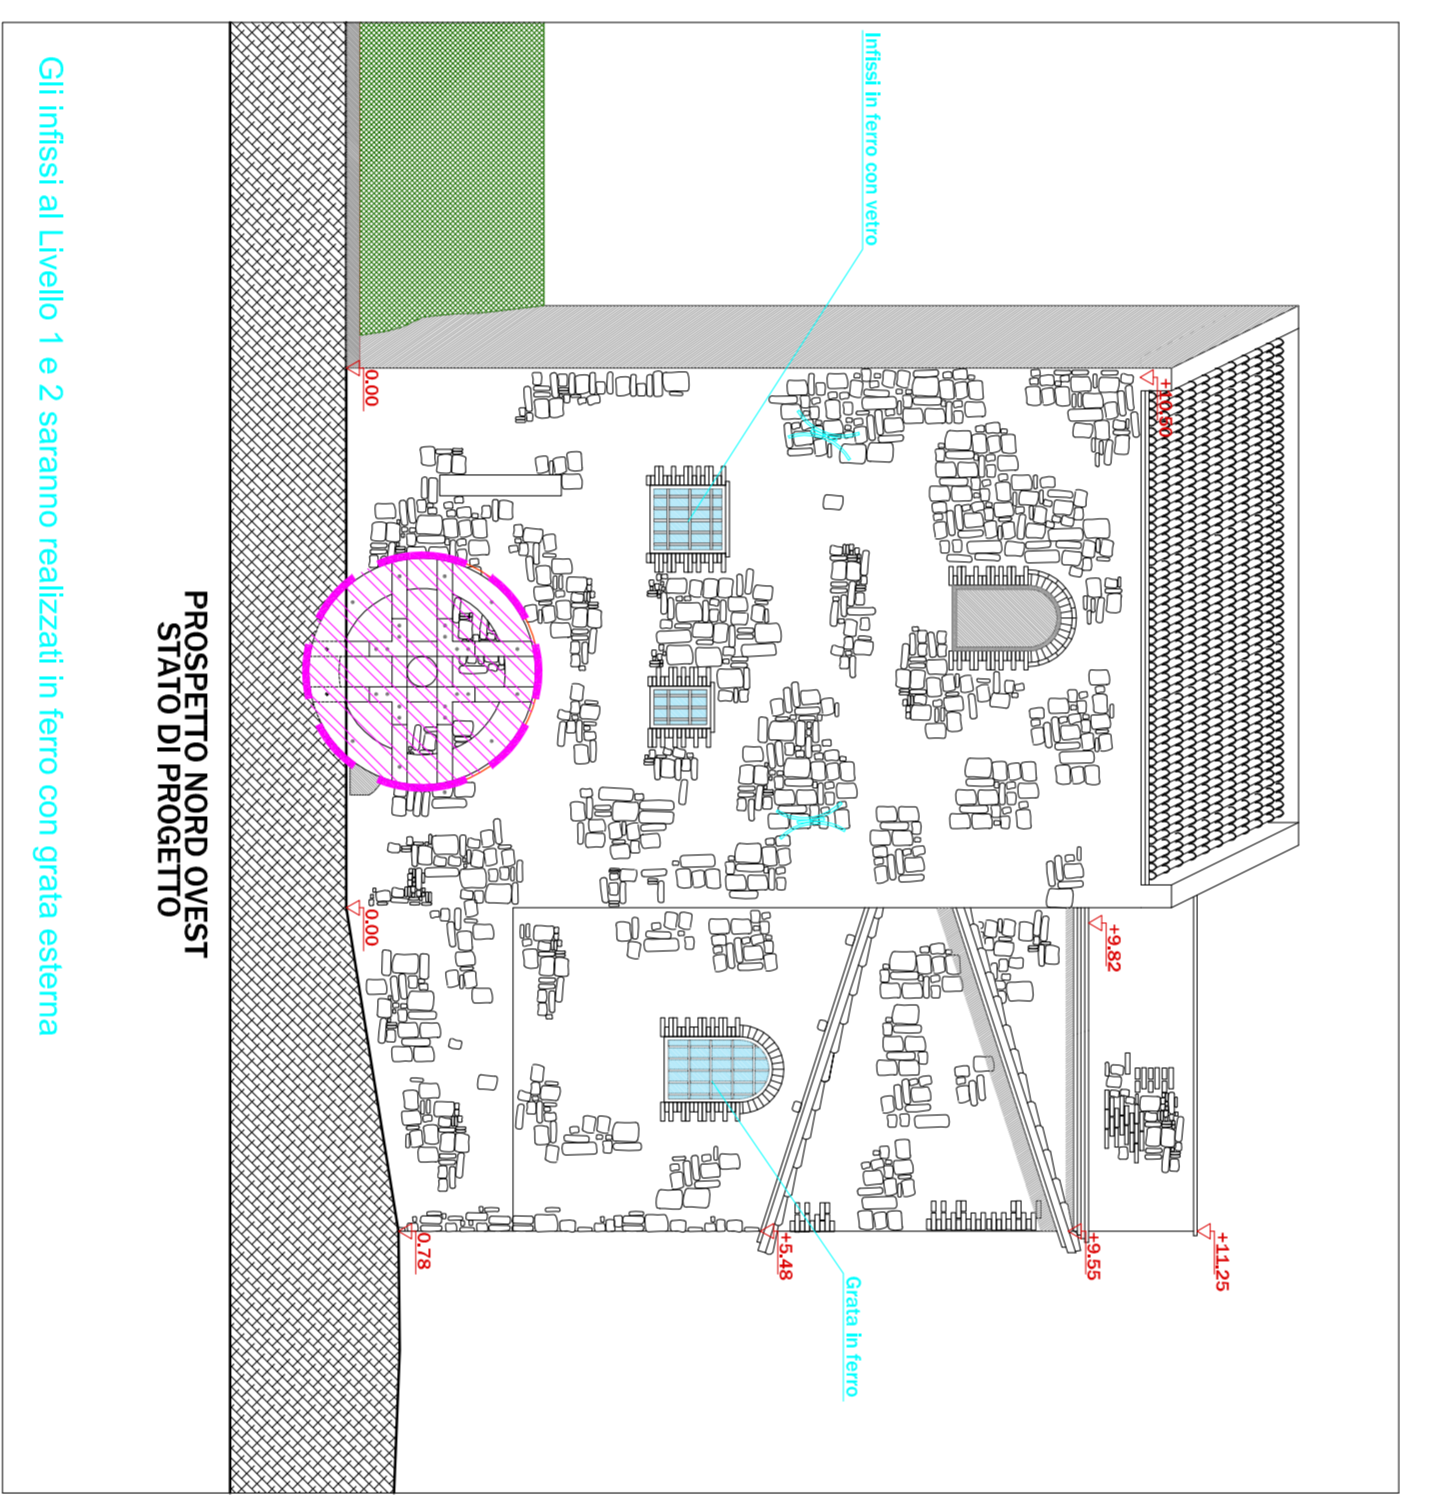 Infissi in ferro con vetro
+10.50
0.00
0.00
+9.82
+11.25
+9.55
+5.48
0.78
Grata in ferro
PROSPETTO NORD OVEST
STATO DI PROGETTO
Gli infissi al Livello 1 e 2 saranno realizzati in ferro con grata esterna